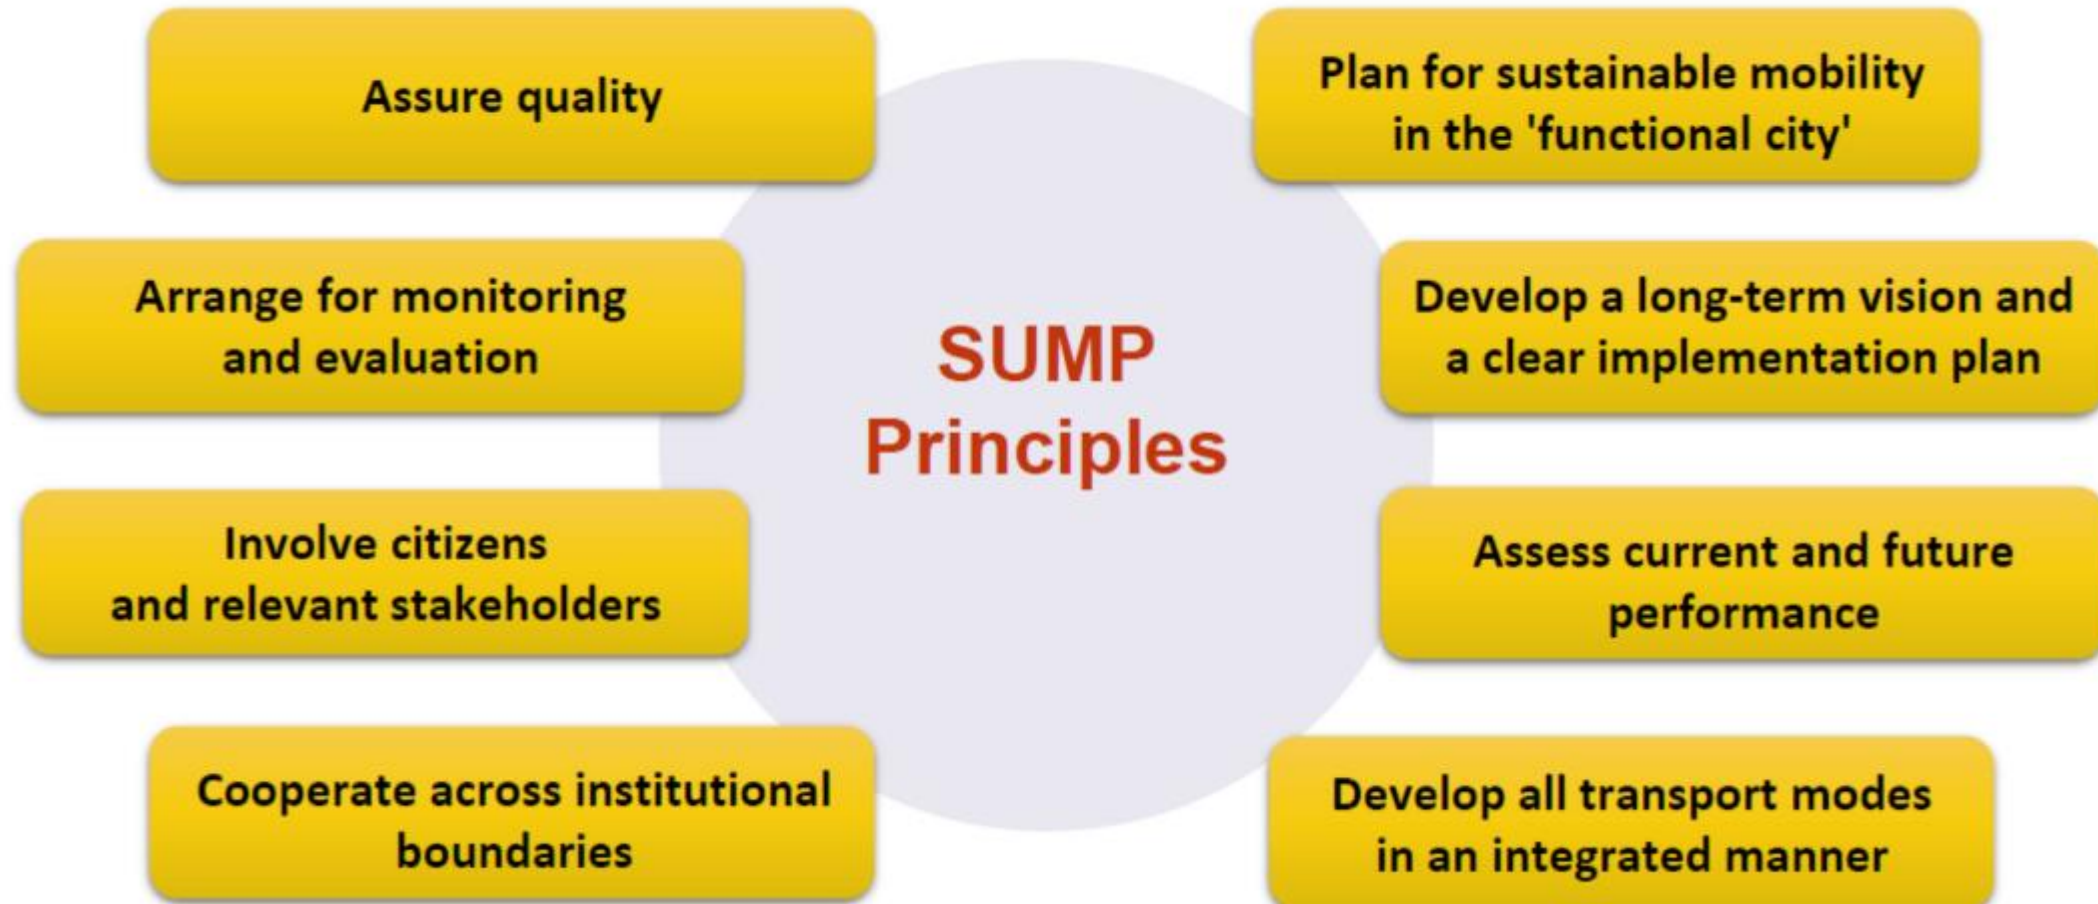 Assure quality
Plan for sustainable mobility
in the 'functional city'
Arrange for monitoring
and evaluation
Develop a long-term vision and
a clear implementation plan
SUMP
Principles
Involve citizens
and relevant stakeholders
Assess current and future
performance
Cooperate across institutional
boundaries
Develop all transport modes
in an integrated manner